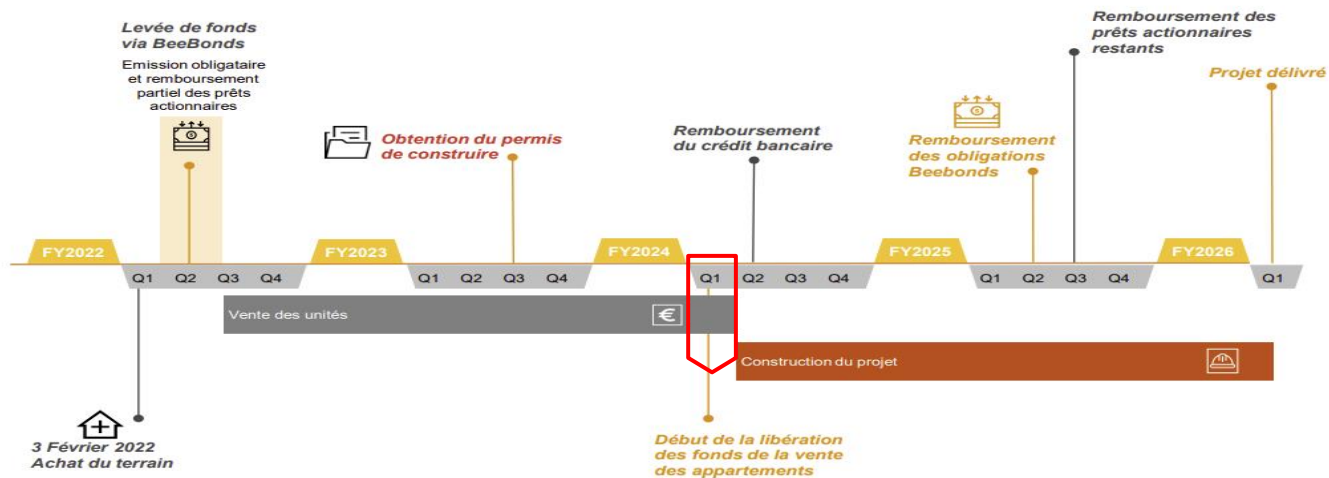 Levée de fonds
via BeeBonds
Emission obligataire
et remboursement
partiel des prêts
actionnaires
Obtention du permis
de construire
Remboursement
du crédit bancaire
Remboursement
des obligations
Beebonds
Remboursement des
prêts actionnaires
restants
Projet délivré
FY2022 FY2023 FY2024 FY2025 FY2026
Q1 Q2 Q3 Q4 Q1 Q2 Q3 Q4 Q1 Q2 Q3 Q4 Q1 Q2 Q3 Q4 Q1
Vente des unités €
Construction du projet
3 Février 2022
Achat du terrain
Début de la libération
des fonds de la vente
des appartements